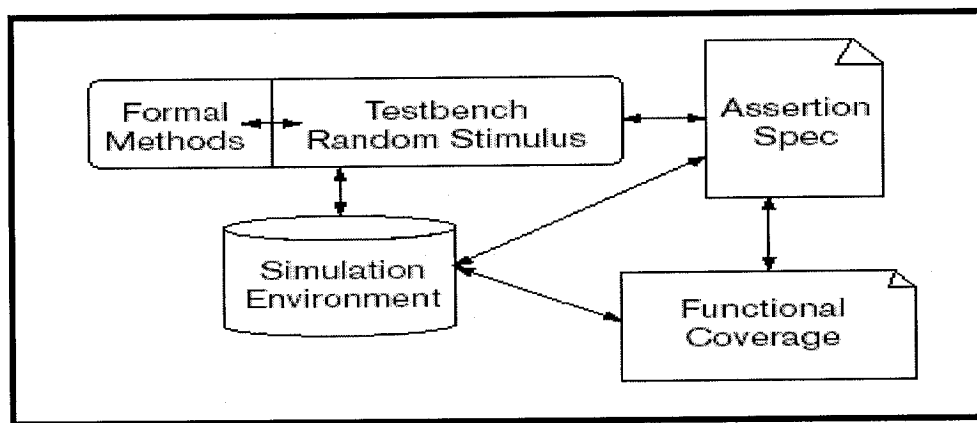 Formal
Methods
Testbench
Random Stimulus
Assertion
Spec
Simulation
Environment
Functional
Coverage